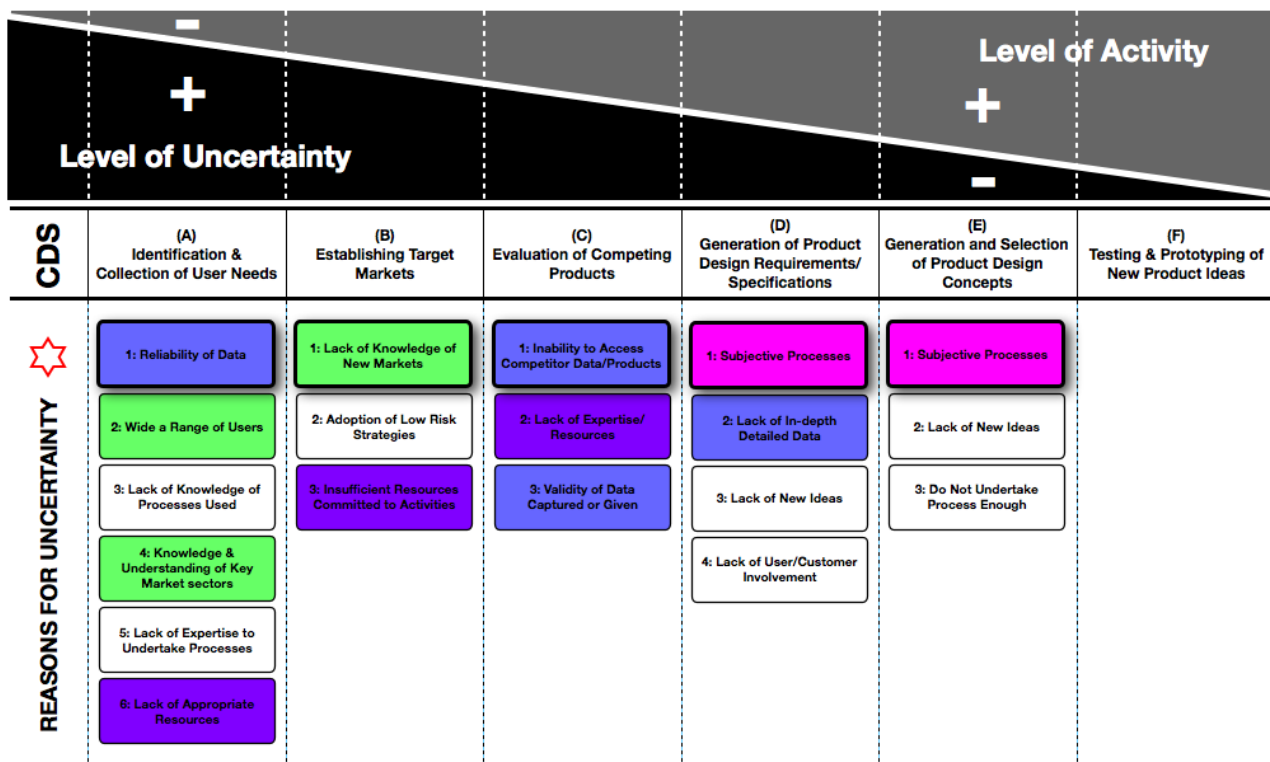 -
Level of Activity
+
+
Level of Uncertainty
-
CDS
(A)
Identification &
Collection of User Needs
(B)
Establishing Target
Markets
(C)
Evaluation of Competing
Products
(D)
Generation of Product
Design Requirements/
Specifications
(E)
Generation and Selection
of Product Design
Concepts
(F)
Testing & Prototyping of
New Product Ideas
REASONS FOR UNCERTAINTY
1: Reliability of Data
2: Wide a Range of Users
3: Lack of Knowledge of
Processes Used
4: Knowledge &
Understanding of Key
Market sectors
5: Lack of Expertise to
Undertake Processes
6: Lack of Appropriate
Resources
1: Lack of Knowledge of
New Markets
2: Adoption of Low Risk
Strategies
3: Insufficient Resources
Committed to Activities
1: Inability to Access
Competitor Data/Products
2: Lack of Expertise/
Resources
3: Validity of Data
Captured or Given
1: Subjective Processes
2: Lack of In-depth
Detailed Data
3: Lack of New Ideas
4: Lack of User/Customer
Involvement
1: Subjective Processes
2: Lack of New Ideas
3: Do Not Undertake
Process Enough